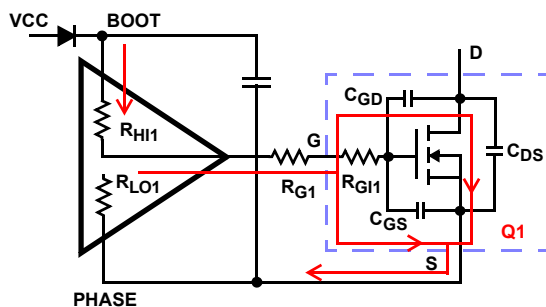 VCC
BOOT
D
CGD
RHI1
G
CDS
RLO1
RG1
RGI1
CGS
Q1
S
PHASE